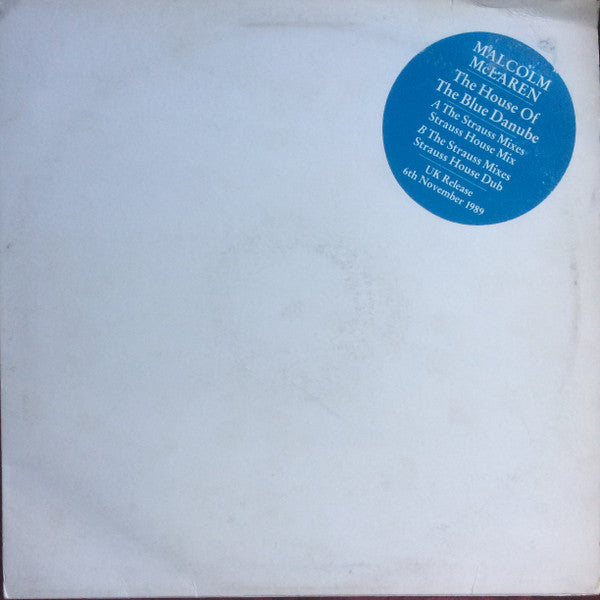 MALCOLM
McLAREN
The House Of
The Blue Danube
A The Strauss Mixes
Strauss House Mix
B The Strauss Mixes
Strauss House Dub
UK Release
6th November 1989